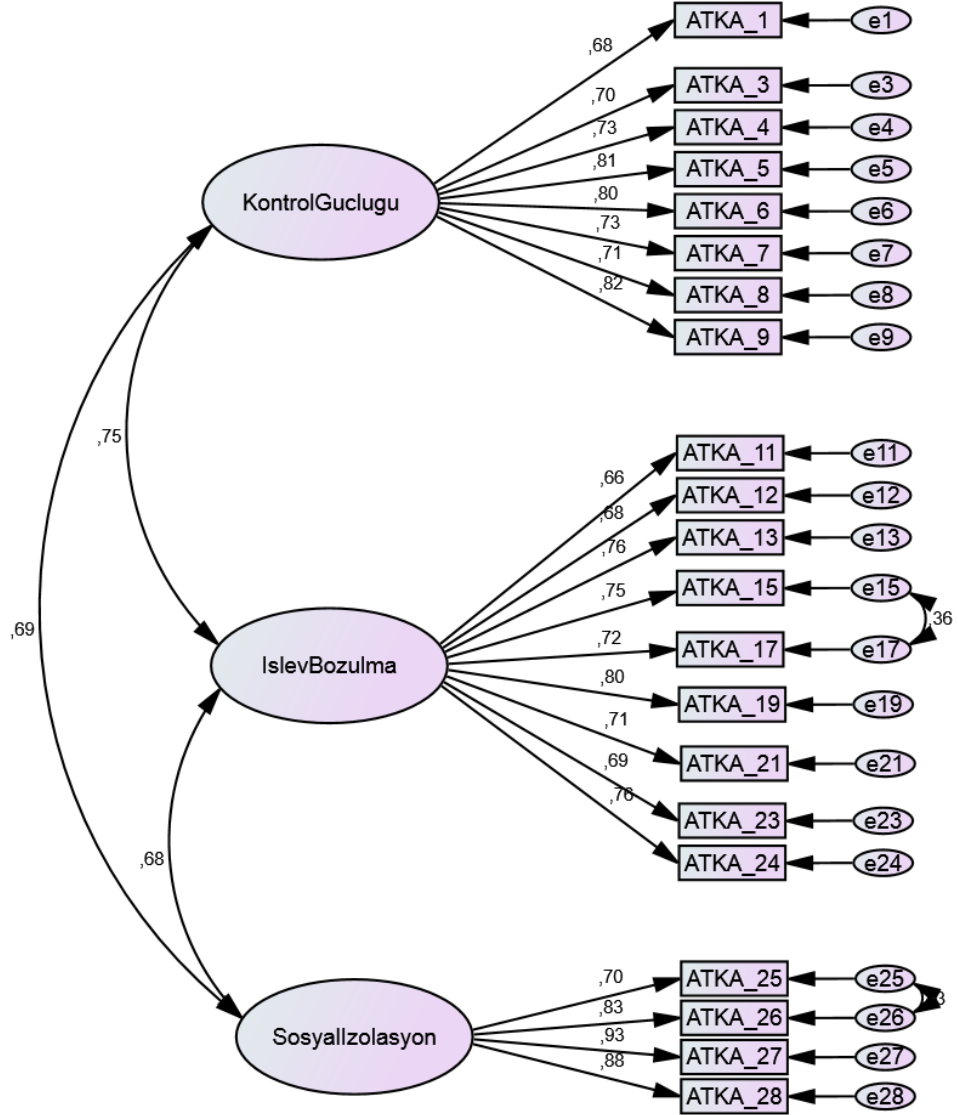 ATKA_1 e1
,68
ATKA_3 e3
,70
ATKA_4 e4
,73
ATKA_5 e5
,81
KontrolGuclugu
ATKA_6 e6
,80
ATKA_7 e7
,73
ATKA_8 e8
,71
ATKA_9 e9
,82
,75
,69
ATKA_11 e11
,66
ATKA_12 e12
,68
ATKA_13 e13
,76
ATKA_15 e15
,75
,36
ATKA_17 e17
,72
IslevBozulma
ATKA_19 e19
,80
ATKA_21 e21
,71
ATKA_23 e23
,69
ATKA_24 e24
,76
,68
ATKA_25 e25
,70
ATKA_26 e26
,83
SosyalIzolasyon
ATKA_27 e27
,93
ATKA_28 e28
,88